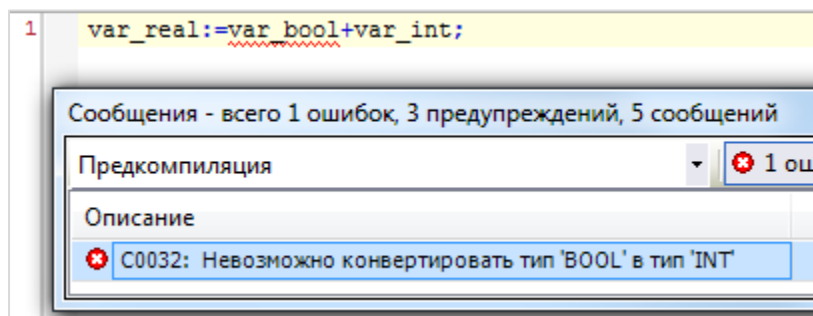 1 var_real:=var_bool+var_int;
Сообщения - всего 1 ошибок, 3 предупреждений, 5 сообщений
Предкомпиляция 1
Описание
C0032: Невозможно конвертировать тип 'BOOL' в тип 'INT'